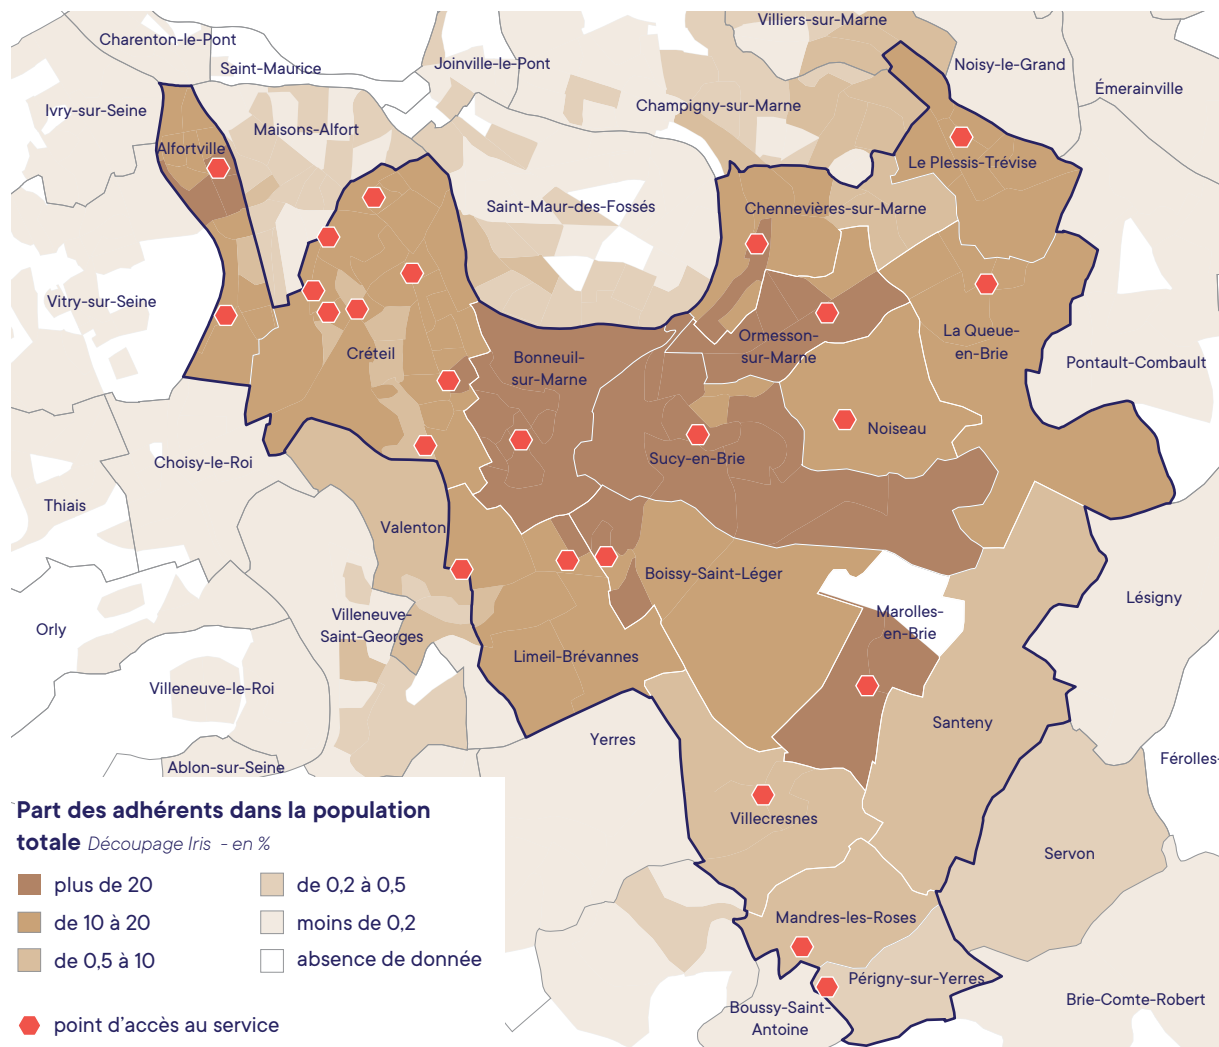 Villiers-sur-Marne
Charenton-le-Pont
Saint-Maurice
Joinville-le-Pont
Noisy-le-Grand
Émerainville
Ivry-sur-Seine
Champigny-sur-Marne
Maisons-Alfort
Alfortville
Le Plessis-Trévise
Saint-Maur-des-Fossés
Chennevières-sur-Marne
Vitry-sur-Seine
Ormesson-
sur-Marne
La Queue-
en-Brie
Créteil
Bonneuil-
sur-Marne
Pontault-Combault
Noiseau
Choisy-le-Roi
Sucy-en-Brie
Thiais
Valenton
Boissy-Saint-Léger
Lésigny
Marolles-
en-Brie
Villeneuve-
Saint-Georges
Orly
Limeil-Brévannes
Villeneuve-le-Roi
Santeny
Yerres
Férolles-
Ablon-sur-Seine
Villecresnes
Servon
Mandres-les-Roses
Périgny-sur-Yerres
Brie-Comte-Robert
Boussy-Saint-
Antoine
Part des adhérents dans la population
totale Découpage Iris - en %
plus de 20
de 10 à 20
de 0,5 à 10
de 0,2 à 0,5
moins de 0,2
absence de donnée
point d'accès au service